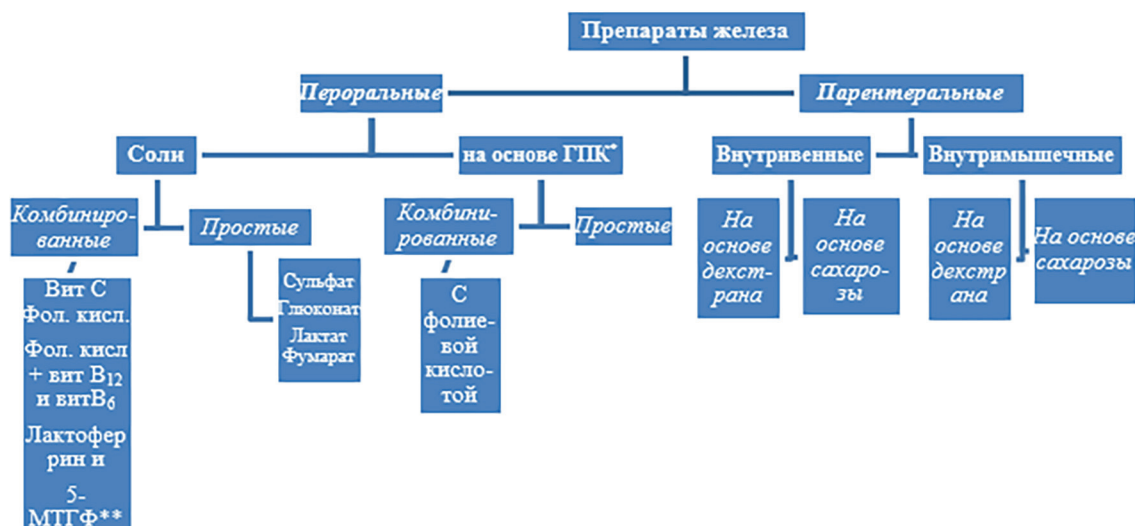 Препараты железа
Пероральные
Парентеральные
Соли
на основе ГПК*
Внутривенные
Внутримышечные
Комбиниро-
ванные
Простые
Комбини-
рованные
Простые
На
основе
декст-
рана
На
основе
сахаро-
зы
На
основе
декстр
ана
На основе
сахарозы
Вит С
Фол. кисл.
Фол. кисл
+ вит B12
и витB6
Лактофер
рин и
5-
МТГФ**
Сульфат
Глюконат
Лактат
Фумарат
С
фолие-
вой
кисло-
той